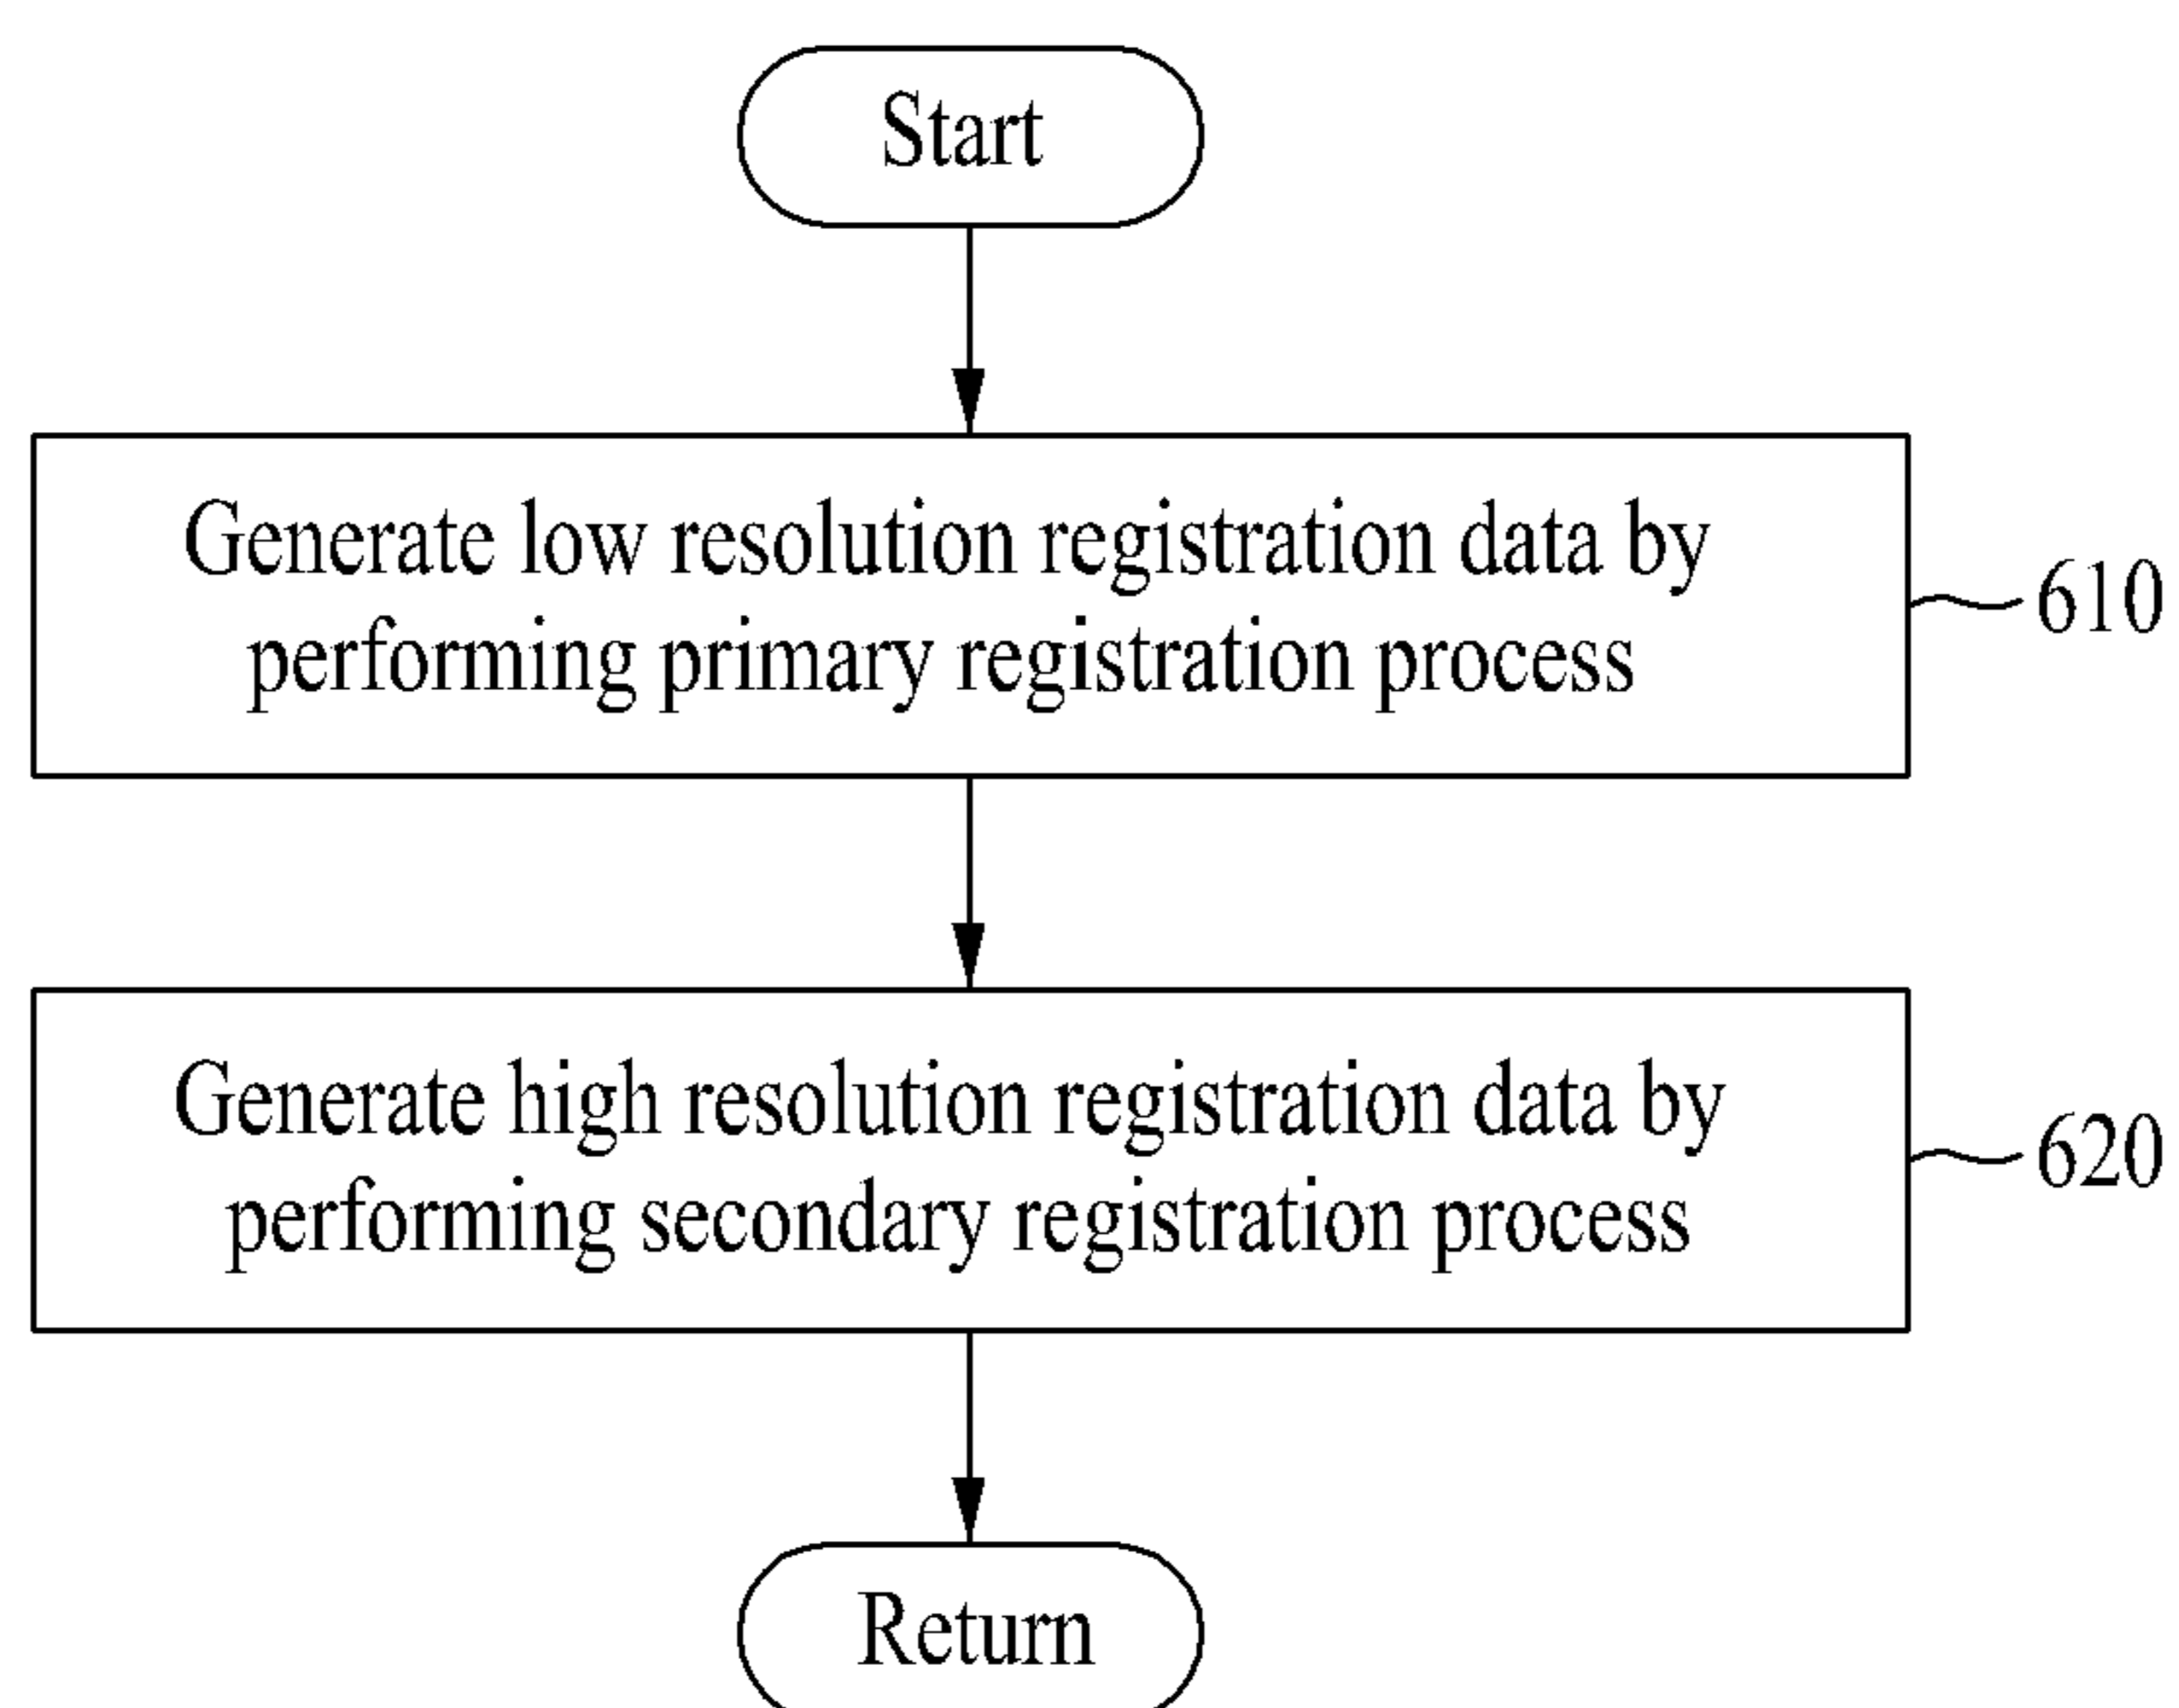 Start
Generate low resolution registration data by
performing primary registration process
610
Generate high resolution registration data by
performing secondary registration process
620
Return